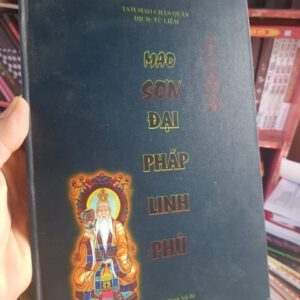 TAM MAO CHÂN QUÂN
DỊCH: TỪ LIÊM
MAO
SƠN
ĐẠI
PHÁP
LINH
PHÙ